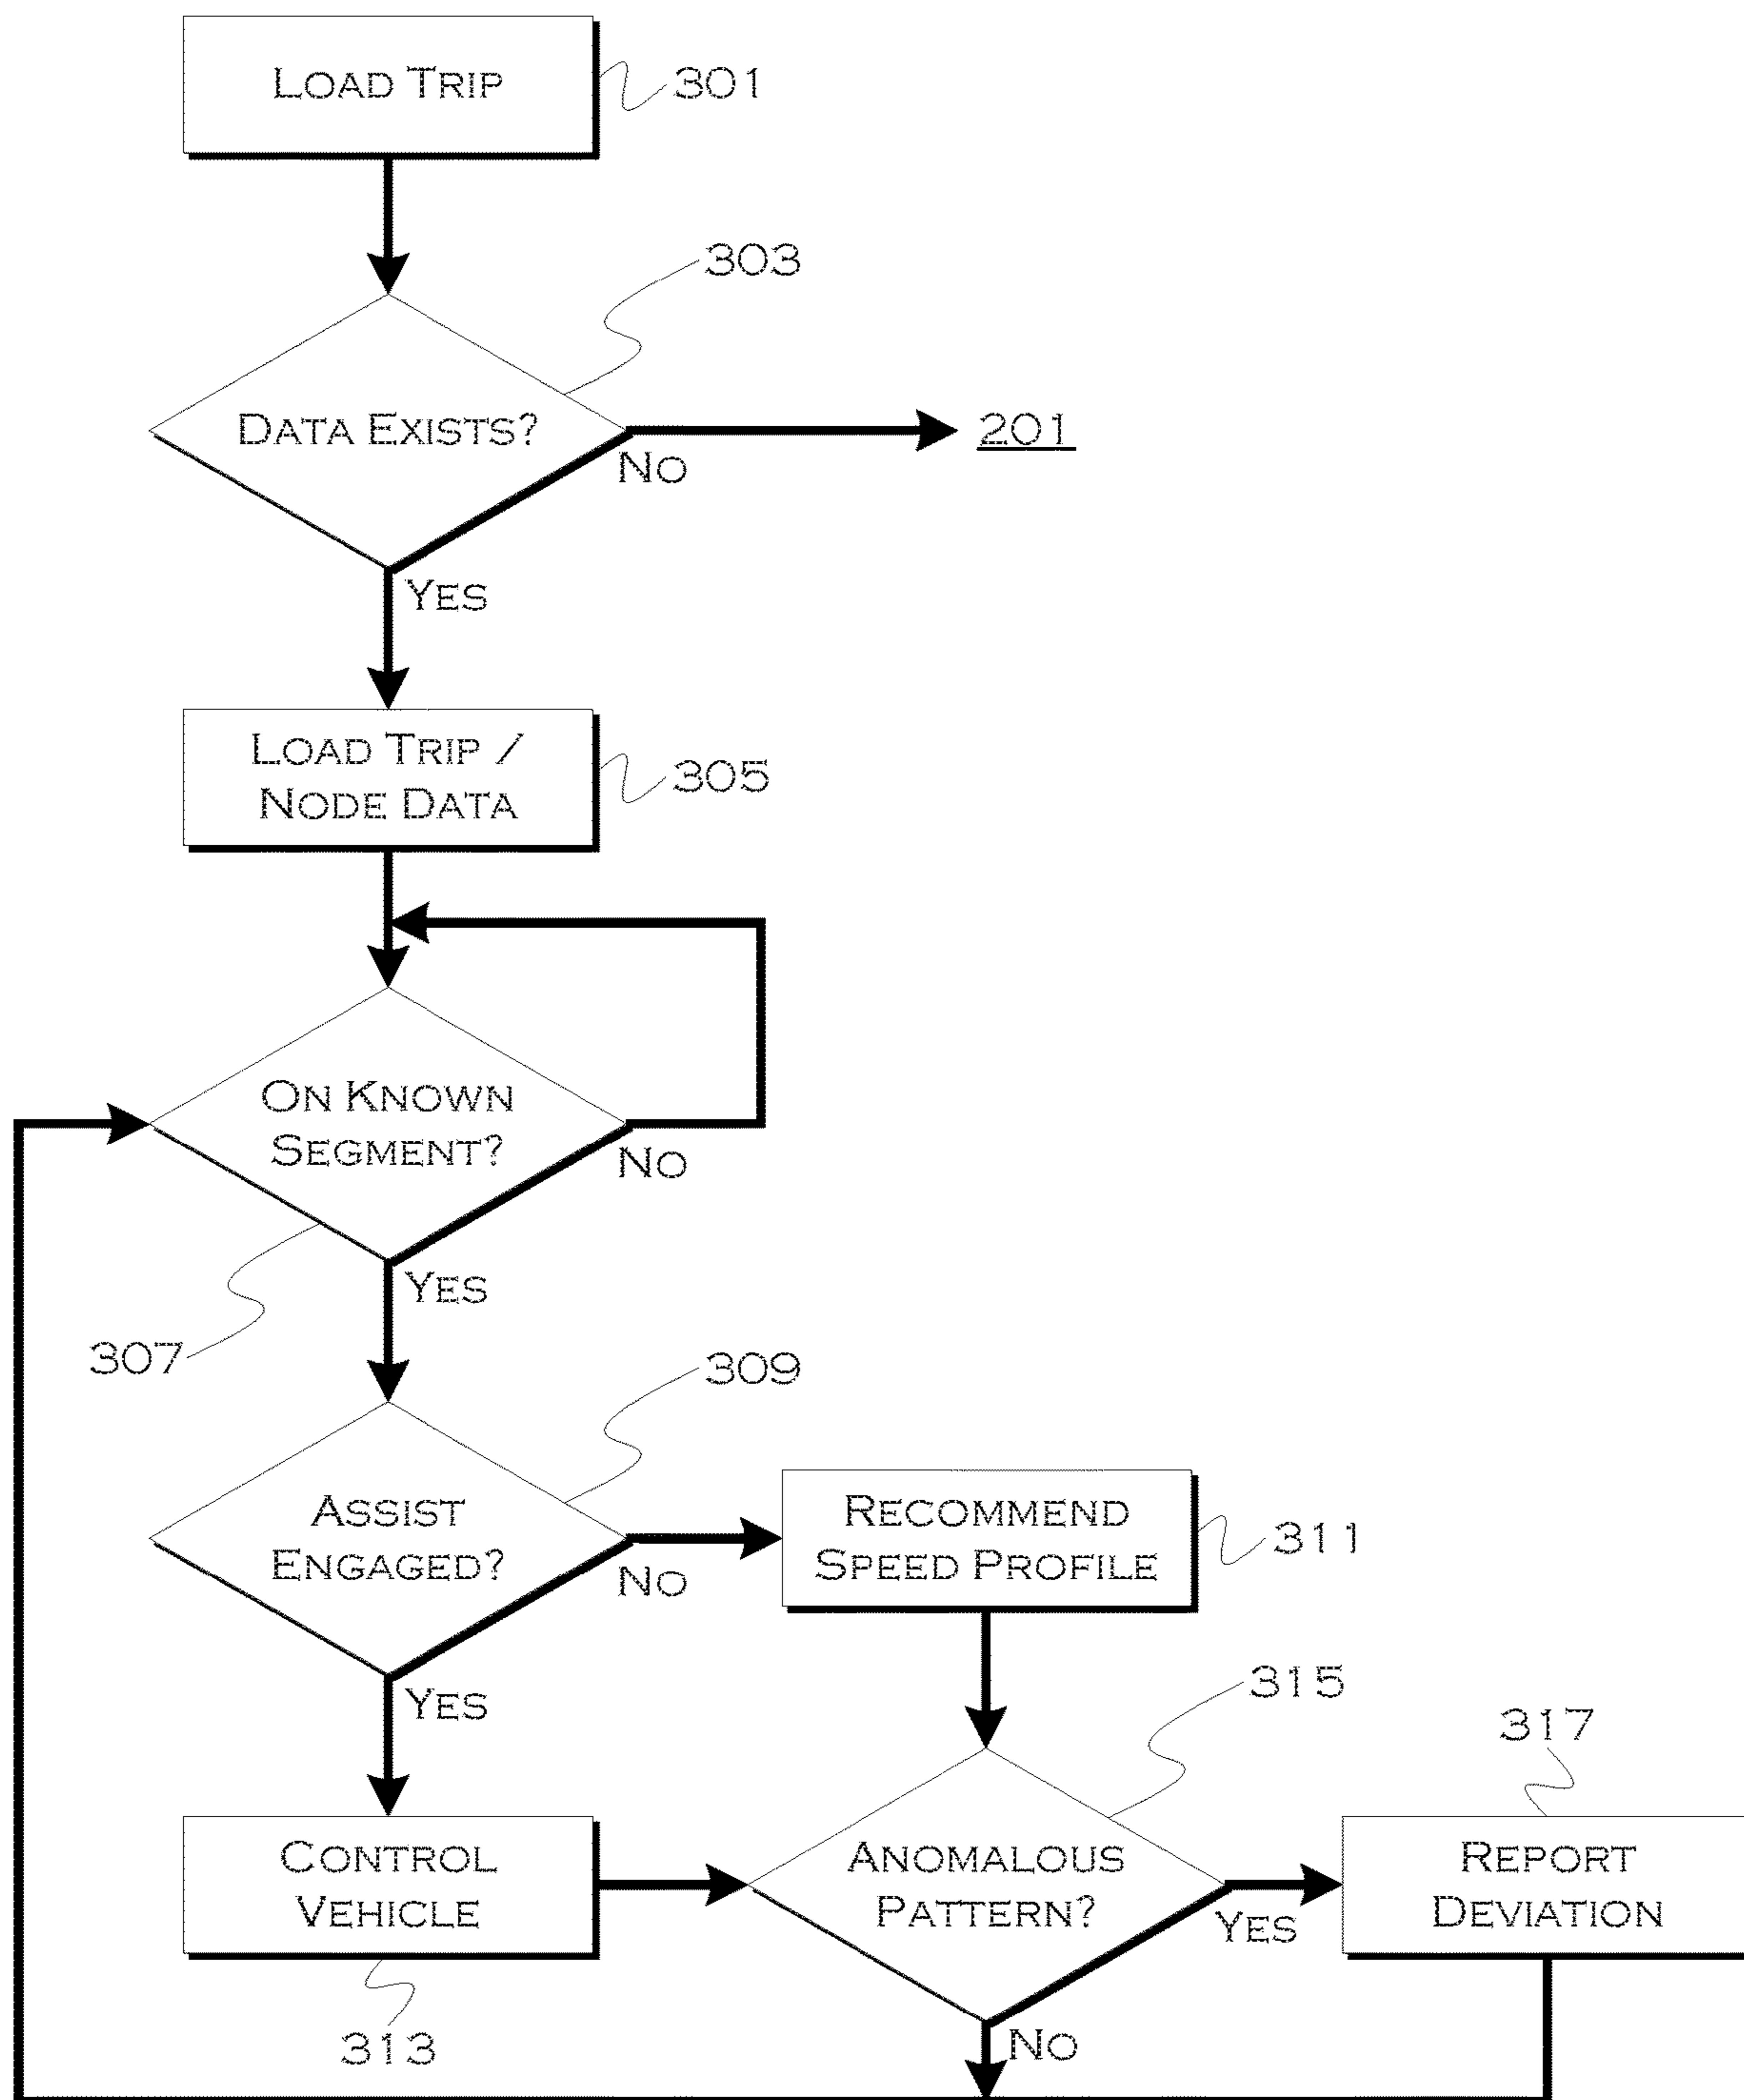 LOAD TRIP
301
303
DATA EXISTS?
201
NO
YES
LOAD TRIP /
NODE DATA
305
ON KNOWN
SEGMENT?
NO
YES
307
309
ASSIST
ENGAGED?
NO
RECOMMEND
SPEED PROFILE
311
YES
315
317
CONTROL
VEHICLE
ANOMALOUS
PATTERN?
YES
REPORT
DEVIATION
313
NO